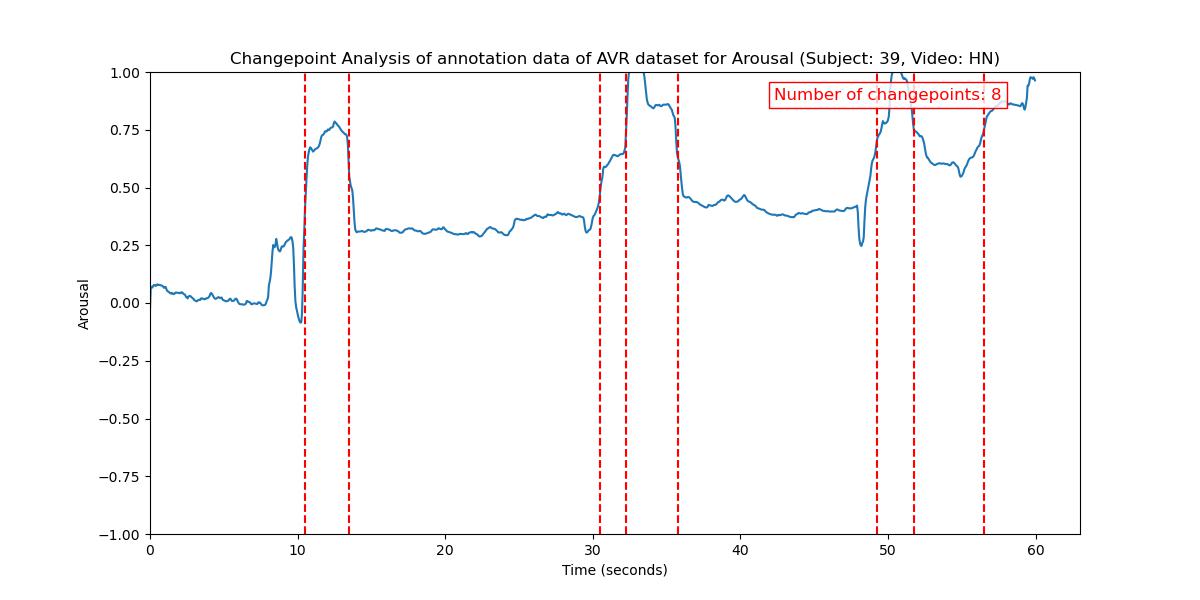 Changepoint Analysis of annotation data of AVR dataset for Arousal (Subject: 39, Video: HN)
Number of changepoints: 8
Arousal
1.00
0.75
0.50
0.25
0.00
−0.25
−0.50
−0.75
−1.00
0 10 20 30 40 50 60
Time (seconds)